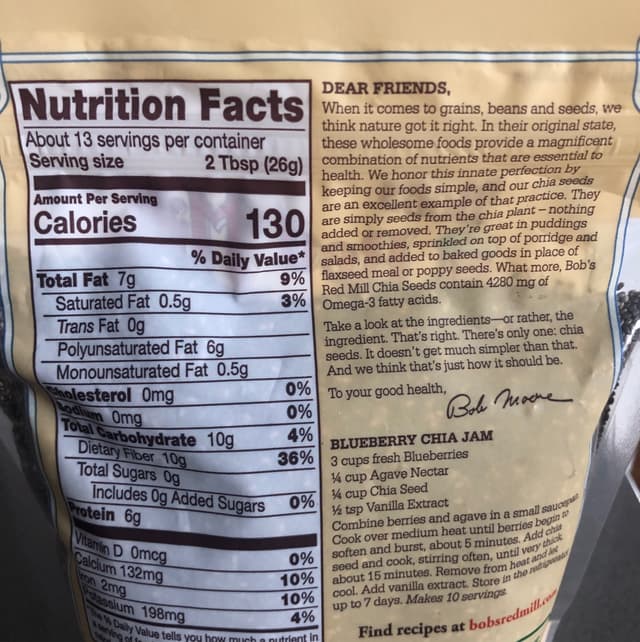 Nutrition Facts
About 13 servings per container
Serving size 2 Tbsp (26g)
Amount Per Serving
Calories 130
% Daily Value*
Total Fat 7g 9%
Saturated Fat 0.5g 3%
Trans Fat 0g
Polyunsaturated Fat 6g
Monounsaturated Fat 0.5g
Cholesterol 0mg 0%
Sodium 0mg 0%
Total Carbohydrate 10g 4%
Dietary Fiber 10g 36%
Total Sugars 0g
Includes 0g Added Sugars 0%
Protein 6g
Vitamin D 0mcg 0%
Calcium 132mg 10%
Iron 2mg 10%
Potassium 198mg 4%
% Daily Value tells you how much a nutrient in
serving of
DEAR FRIENDS,
When it comes to grains, beans and seeds, we
think nature got it right. In their original state,
these wholesome foods provide a magnificent
combination of nutrients that are essential to
health. We honor this innate perfection by
keeping our foods simple, and our chia seeds
are an excellent example of that practice. They
are simply seeds from the chia plant – nothing
added or removed. They're great in puddings
and smoothies, sprinkled on top of porridge and
salads, and added to baked goods in place of
flaxseed meal or poppy seeds. What more, Bob's
Red Mill Chia Seeds contain 4280 mg of
Omega-3 fatty acids.
Take a look at the ingredients—or rather, the
ingredient. That's right. There's only one: chia
seeds. It doesn't get much simpler than that.
And we think that's just how it should be.
To your good health,
Bob Moore
BLUEBERRY CHIA JAM
3 cups fresh Blueberries
¼ cup Agave Nectar
¼ cup Chia Seed
½ tsp Vanilla Extract
Combine berries and agave in a small saucepan.
Cook over medium heat until berries begin to
soften and burst, about 5 minutes. Add chia
seed and cook, stirring often, until very thick,
about 15 minutes. Remove from heat and let
cool. Add vanilla extract. Store in the refrigerator
up to 7 days. Makes 10 servings.
Find recipes at bobsredmill.co